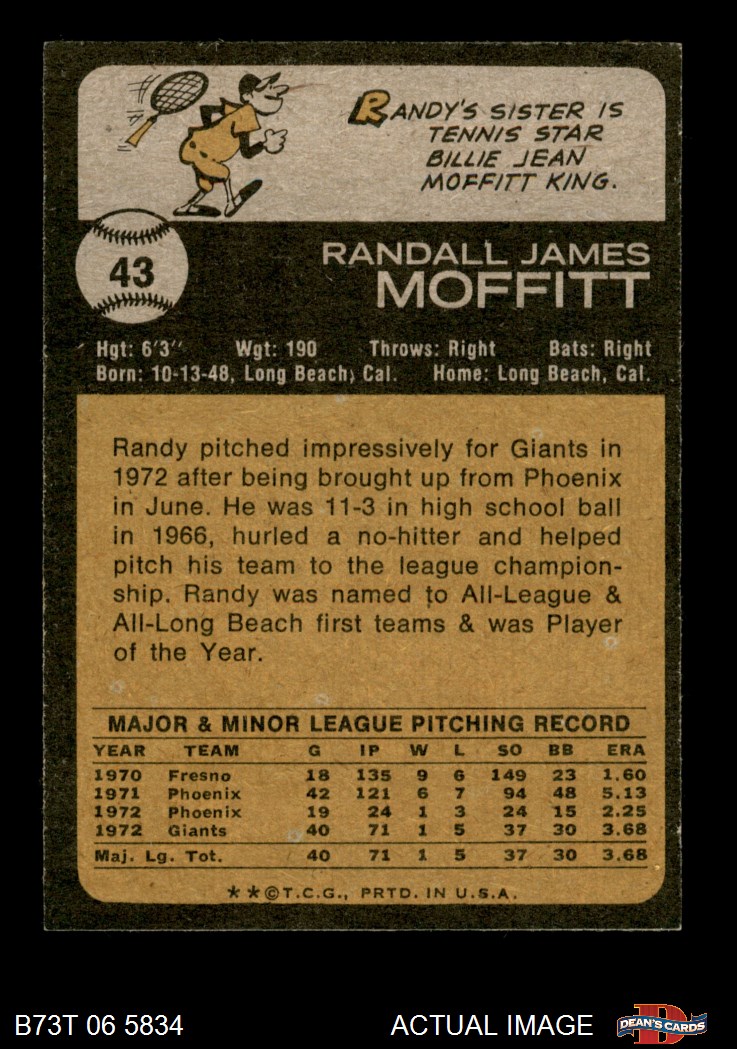 RANDY'S SISTER IS
TENNIS STAR
BILLIE JEAN
MOFFITT KING.
43
RANDALL JAMES
MOFFITT
Hgt: 6'3" Wgt: 190 Throws: Right Bats: Right
Born: 10-13-48, Long Beach, Cal. Home: Long Beach, Cal.
Randy pitched impressively for Giants in
1972 after being brought up from Phoenix
in June. He was 11-3 in high school ball
in 1966, hurled a no-hitter and helped
pitch his team to the league champion-
ship. Randy was named to All-League &
All-Long Beach first teams & was Player
of the Year.
MAJOR & MINOR LEAGUE PITCHING RECORD
YEAR TEAM G IP W L SO BB ERA
1970 Fresno 18 135 9 6 149 23 1.60
1971 Phoenix 42 121 6 7 94 48 5.13
1972 Phoenix 19 24 1 3 24 15 2.25
1972 Giants 40 71 1 5 37 30 3.68
Maj. Lg. Tot. 40 71 1 5 37 30 3.68
**©T.C.G., PRTD. IN U.S.A.
B73T 06 5834 ACTUAL IMAGE
D
DEAN'S CARDS